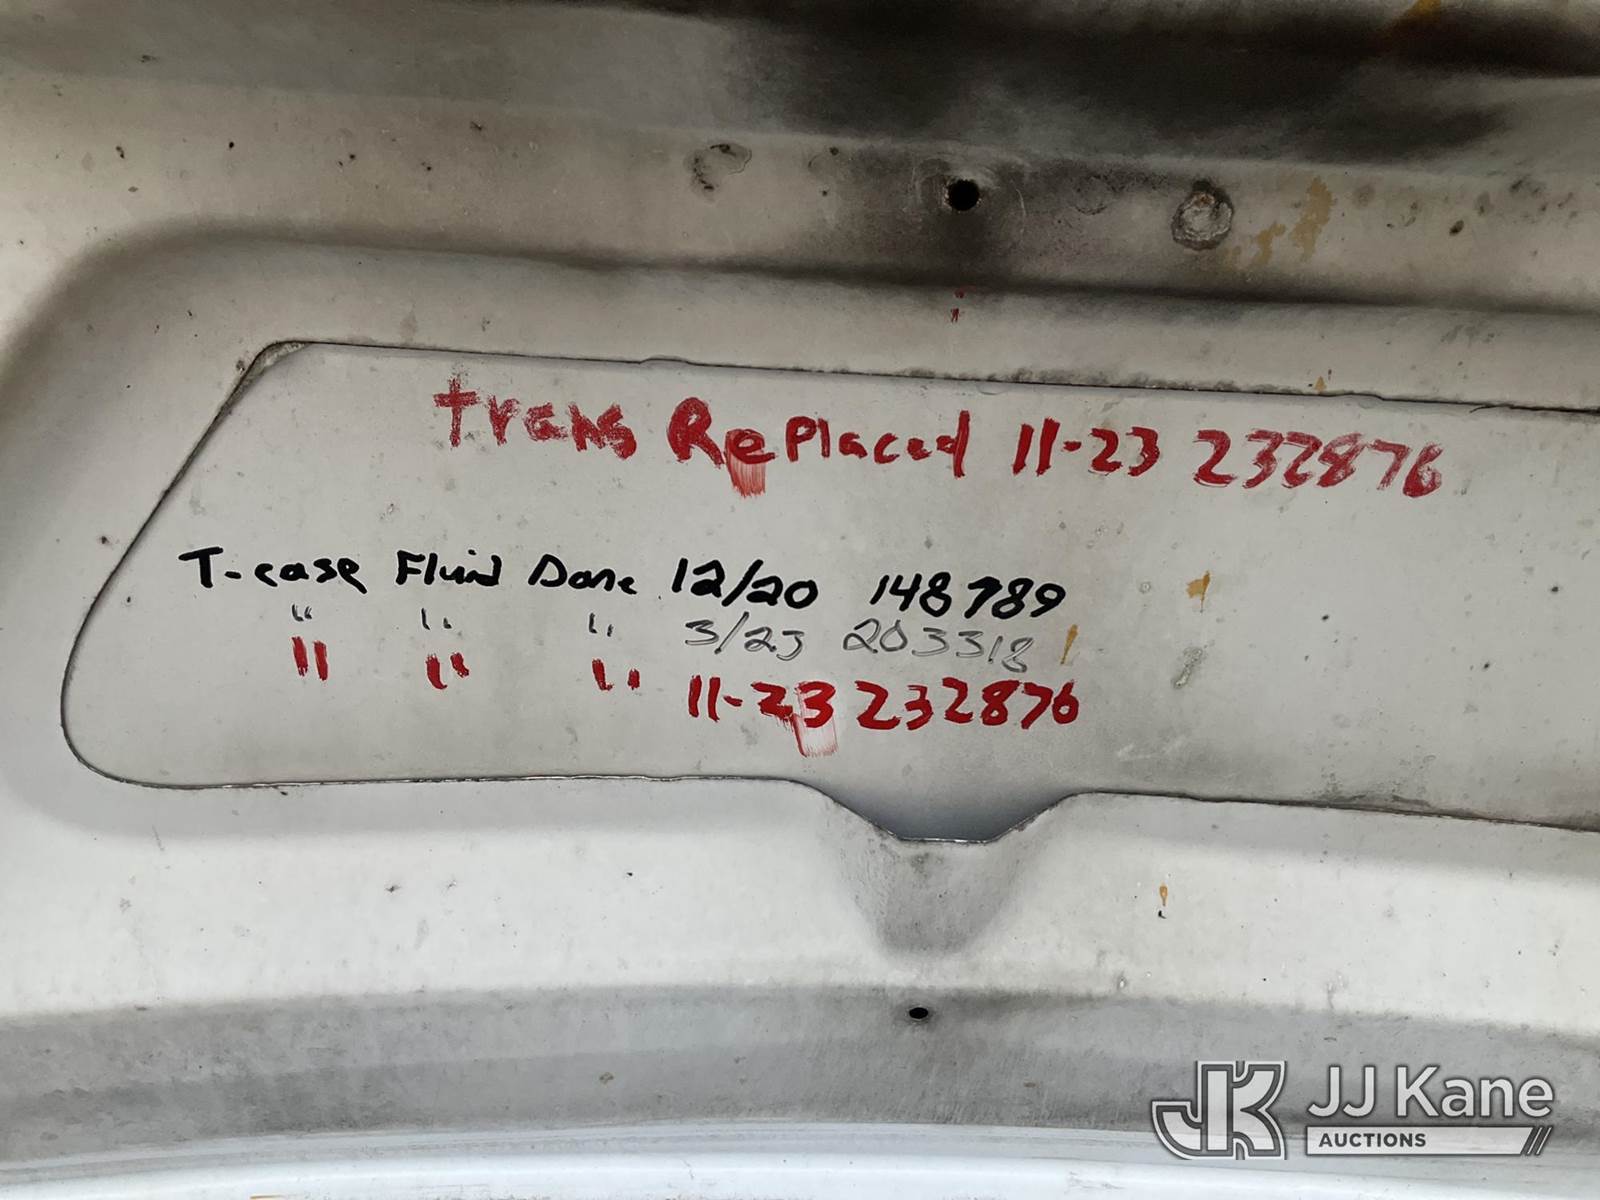 trans Replaced 11-23 232876
T-case Fluid Done 12/20 148789
" " " 3/23 203318
" " " 11-23 232876
JK JJ Kane
AUCTIONS